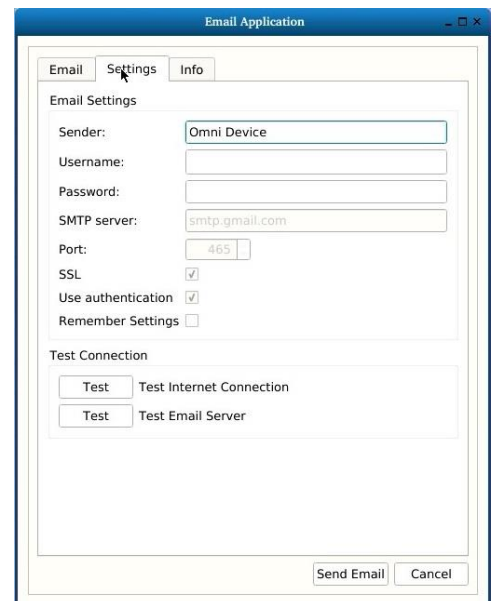 Email Application
Email Settings Info
Email Settings
Sender: Omni Device
Username:
Password:
SMTP server: smtp.gmail.com
Port: 465
SSL
Use authentication
Remember Settings
Test Connection
Test Test Internet Connection
Test Test Email Server
Send Email Cancel